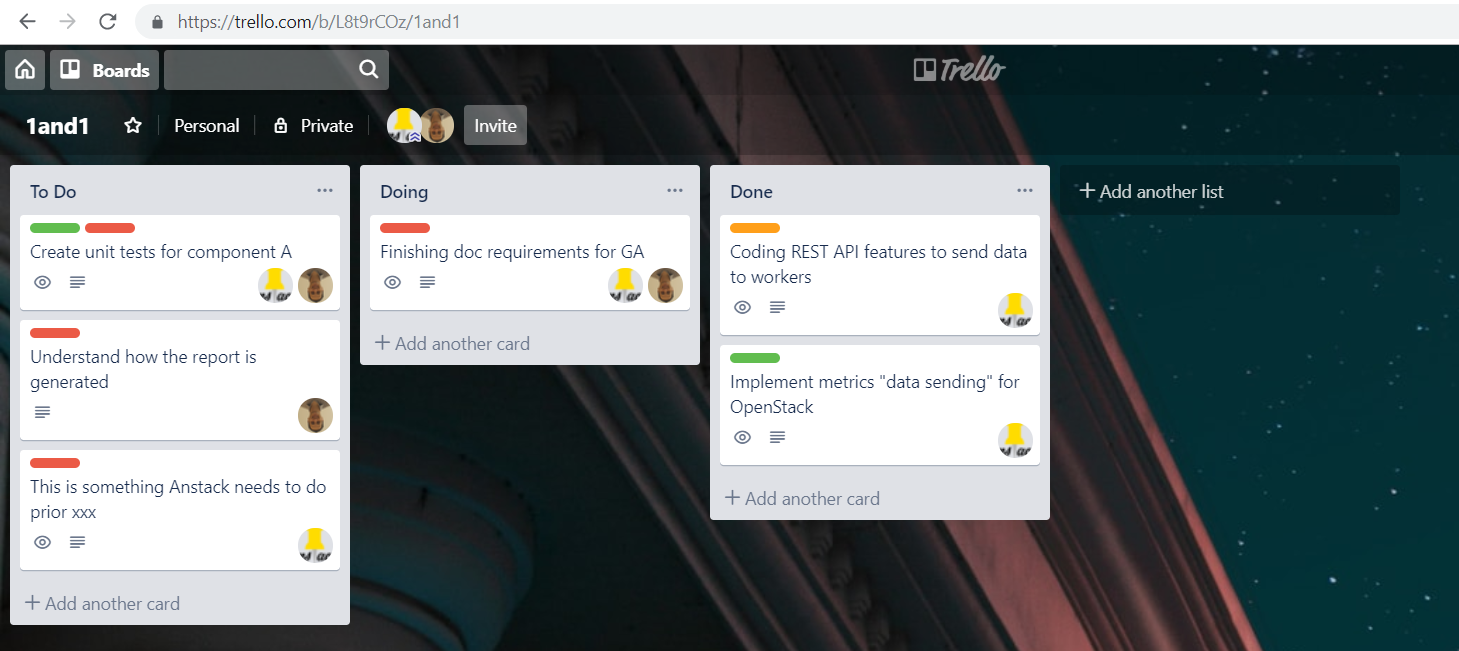 https://trello.com/b/L8t9rCOz/1and1
Boards
Trello
1and1
Personal
Private
Invite
To Do
Create unit tests for component A
Understand how the report is
generated
This is something Anstack needs to do
prior xxx
Add another card
Doing
Finishing doc requirements for GA
Add another card
Done
Coding REST API features to send data
to workers
Implement metrics "data sending" for
OpenStack
Add another card
Add another list